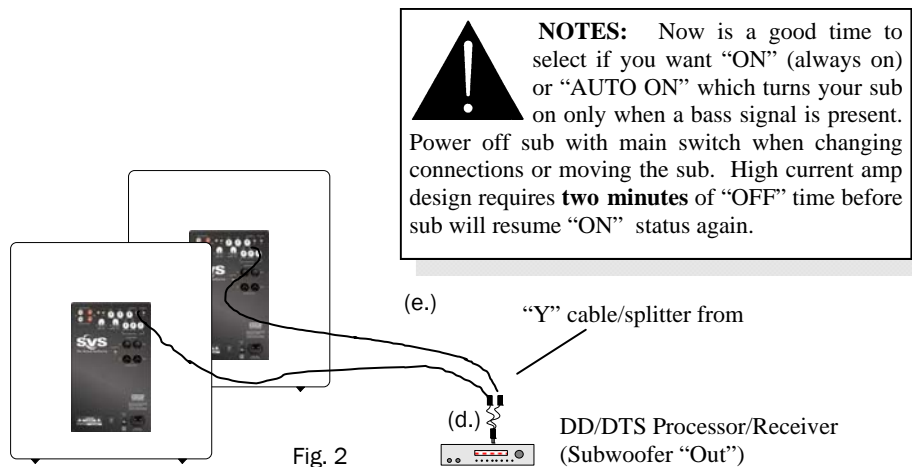 NOTES: Now is a good time to
select if you want “ON” (always on)
or “AUTO ON” which turns your sub
on only when a bass signal is present.
Power off sub with main switch when changing
connections or moving the sub. High current amp
design requires two minutes of “OFF” time before
sub will resume “ON” status again.
SVS
SVS
(e.)
“Y” cable/splitter from
(d.)
DD/DTS Processor/Receiver
(Subwoofer “Out”)
Fig. 2